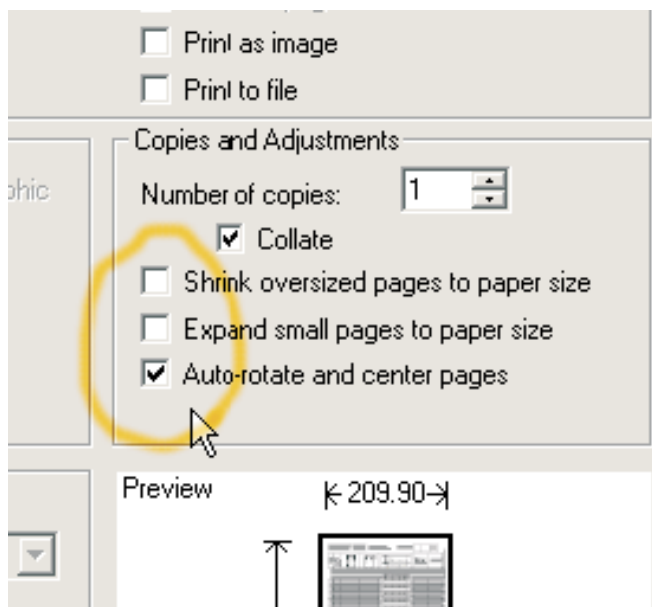 Print as image
Print to file
Copies and Adjustments
Number of copies: 1
Collate
Shrink oversized pages to paper size
Expand small pages to paper size
Auto-rotate and center pages
Preview
209.90